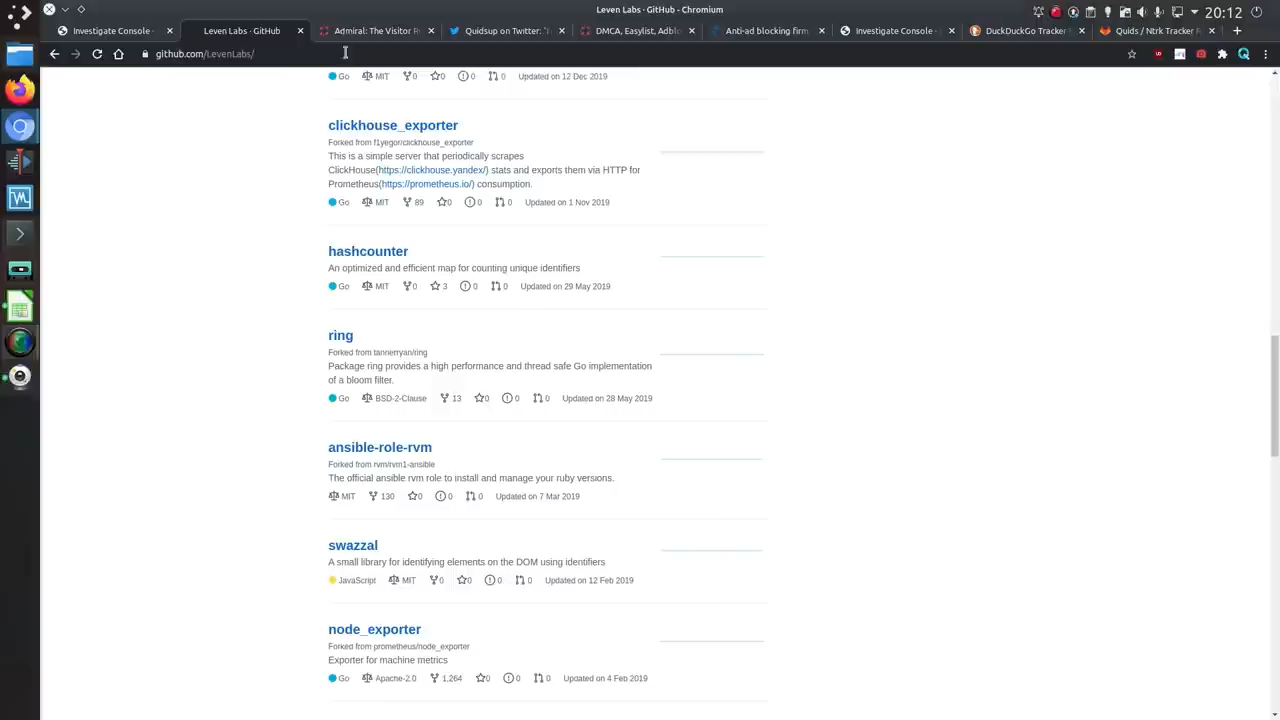 Leven Labs · GitHub - Chromium
20:12
Investigate Console
Leven Labs · GitHub
Admiral: The Visitor R
Quidsup on Twitter: "
DMCA, Easylist, Adblo
Anti-ad blocking firm
Investigate Console
DuckDuckGo Tracker
Quids / Ntrk Tracker R
github.com/LevenLabs/
Go MIT 0 0 0 0 Updated on 12 Dec 2019
clickhouse_exporter
Forked from f1yegor/clickhouse_exporter
This is a simple server that periodically scrapes
ClickHouse(https://clickhouse.yandex/) stats and exports them via HTTP for
Prometheus(https://prometheus.io/) consumption.
Go MIT 89 0 0 0 Updated on 1 Nov 2019
hashcounter
An optimized and efficient map for counting unique identifiers
Go MIT 0 3 0 0 Updated on 29 May 2019
ring
Forked from tannerryan/ring
Package ring provides a high performance and thread safe Go implementation
of a bloom filter.
Go BSD-2-Clause 13 0 0 0 Updated on 28 May 2019
ansible-role-rvm
Forked from rvm/rvm1-ansible
The official ansible rvm role to install and manage your ruby versions.
MIT 130 0 0 0 Updated on 7 Mar 2019
swazzal
A small library for identifying elements on the DOM using identifiers
JavaScript MIT 0 0 0 0 Updated on 12 Feb 2019
node_exporter
Forked from prometheus/node_exporter
Exporter for machine metrics
Go Apache-2.0 1,264 0 0 0 Updated on 4 Feb 2019